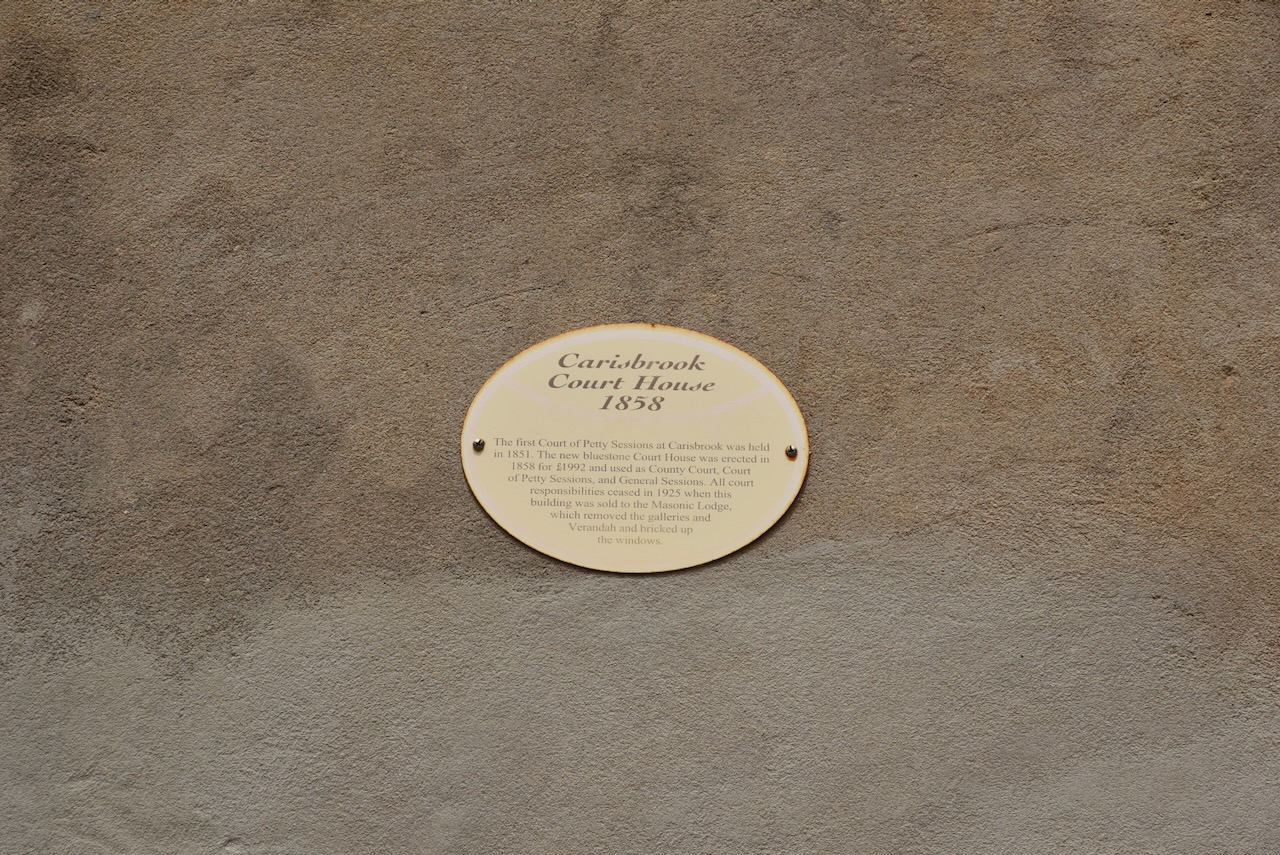 Carisbrook
Court House
1858
The first Court of Petty Sessions at Carisbrook was held
in 1851. The new bluestone Court House was erected in
1858 for £1992 and used as County Court, Court
of Petty Sessions, and General Sessions. All court
responsibilities ceased in 1925 when this
building was sold to the Masonic Lodge,
which removed the galleries and
Verandah and bricked up
the windows.